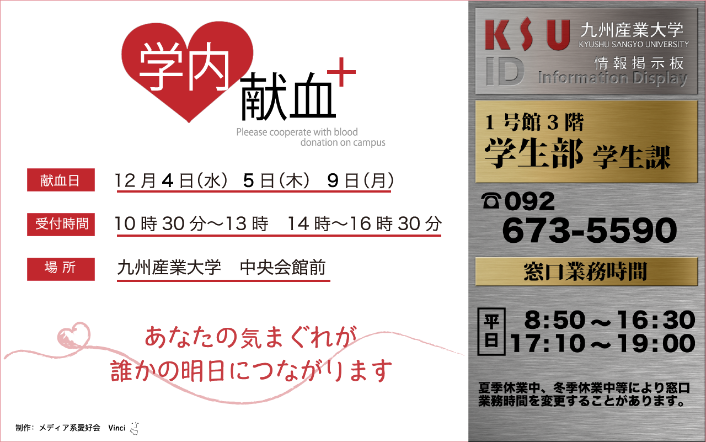 学内
献血+
Pleease cooperate with blood
donation on campus
献血日
12月4日(水) 5日(木) 9日(月)
受付時間
10時30分〜13時 14時〜16時30分
場所
九州産業大学 中央会館前
あなたの気まぐれが
誰かの明日につながります
制作：メディア系愛好会 Vinci
KSU 九州産業大学
KYUSHU SANGYO UNIVERSITY
情報掲示板
ID Information Display
1号館3階
学生部 学生課
☎092
673-5590
窓口業務時間
平日
8:50〜16:30
17:10〜19:00
夏季休業中、冬季休業中等により窓口
業務時間を変更することがあります。